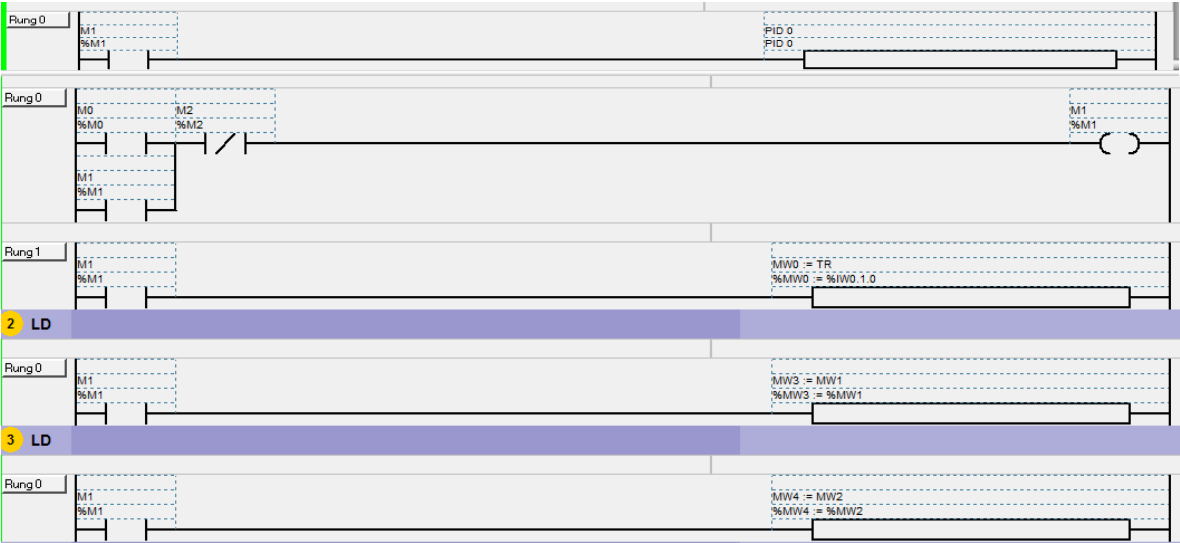 Rung 0
M1
%M1
PID 0
PID 0
Rung 0
M0
%M0
M2
%M2
M1
%M1
M1
%M1
Rung 1
M1
%M1
MW0 := TR
%MW0 := %IW0.1.0
2 LD
Rung 0
M1
%M1
MW3 := MW1
%MW3 := %MW1
3 LD
Rung 0
M1
%M1
MW4 := MW2
%MW4 := %MW2